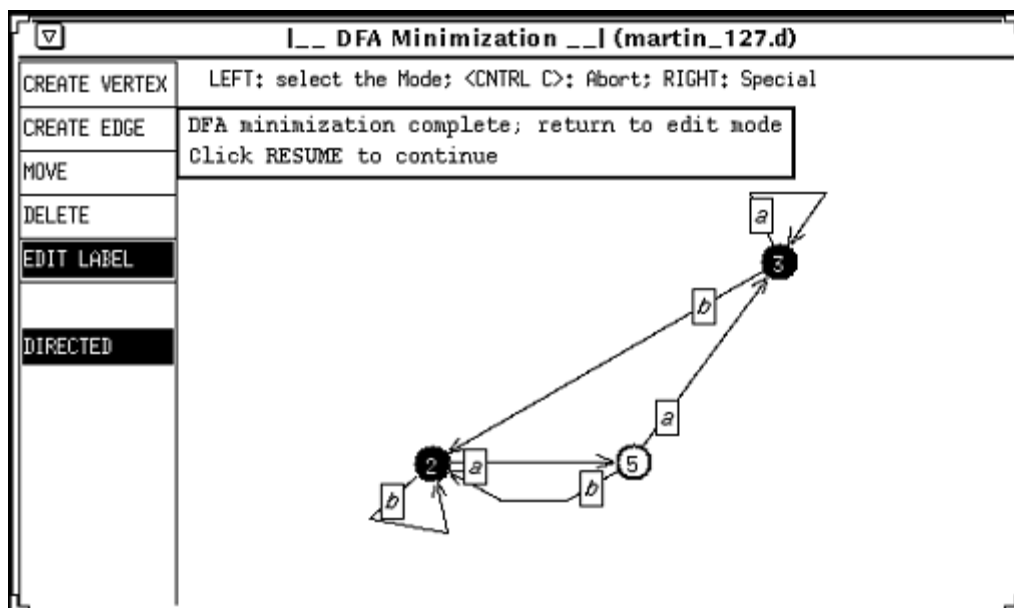 |__ DFA Minimization __| (martin_127.d)
CREATE VERTEX
CREATE EDGE
MOVE
DELETE
EDIT LABEL
DIRECTED
LEFT: select the Mode; <CNTRL C>: Abort; RIGHT: Special
DFA minimization complete; return to edit mode
Click RESUME to continue
a
3
b
a
2
a
5
b
b